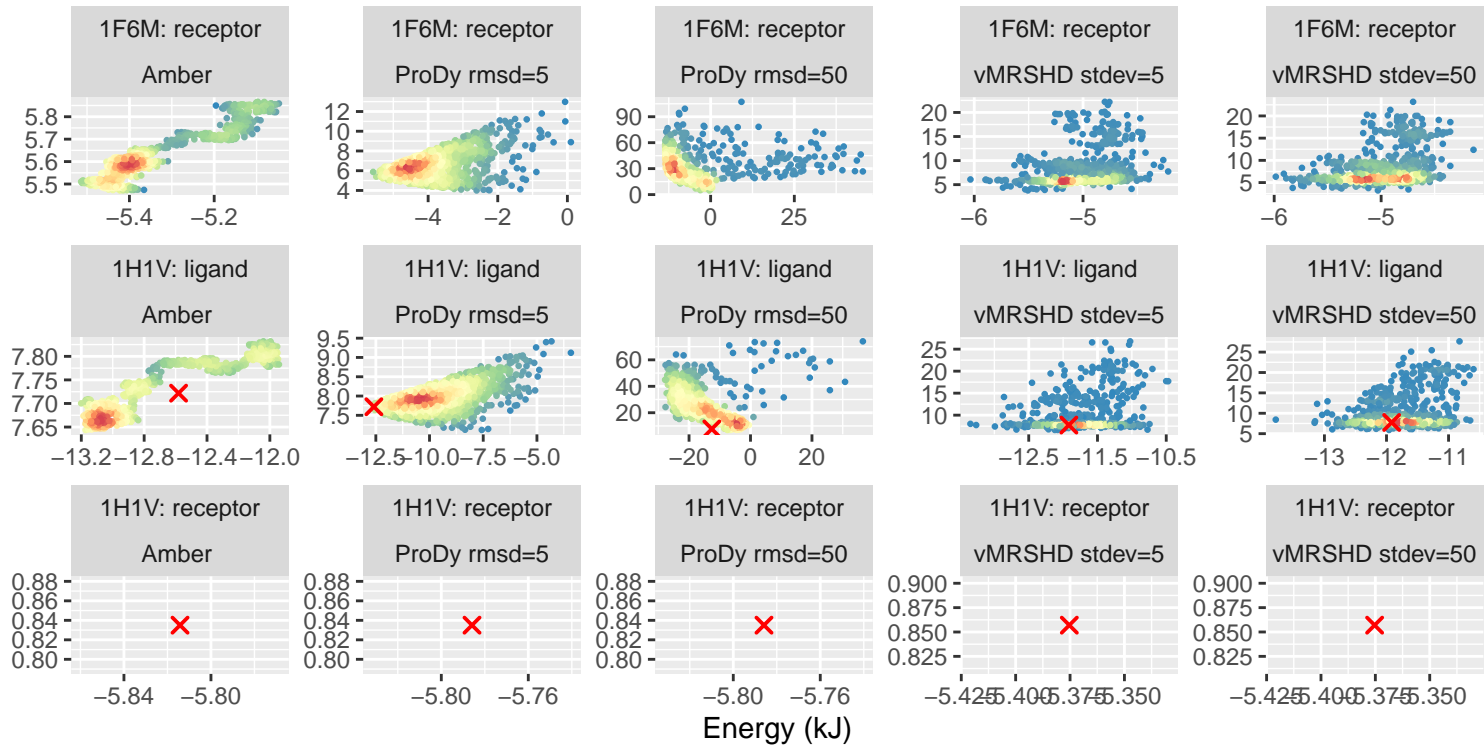 1F6M: receptor
Amber
1F6M: receptor
ProDy rmsd=5
1F6M: receptor
ProDy rmsd=50
1F6M: receptor
vMRSHD stdev=5
1F6M: receptor
vMRSHD stdev=50
5.8
5.7
5.6
5.5
−5.4 −5.2
12
10
8
6
4
−4 −2 0
90
60
30
0
0 25
20
15
10
5
−6 −5
20
15
10
5
−6 −5
1H1V: ligand
Amber
1H1V: ligand
ProDy rmsd=5
1H1V: ligand
ProDy rmsd=50
1H1V: ligand
vMRSHD stdev=5
1H1V: ligand
vMRSHD stdev=50
7.80
7.75
7.70
7.65
−13.2 −12.8 −12.4 −12.0
9.5
9.0
8.5
8.0
7.5
−12.5 −10.0 −7.5 −5.0
60
40
20
−20 0 20
25
20
15
10
−12.5 −11.5 −10.5
25
20
15
10
5
−13 −12 −11
1H1V: receptor
Amber
1H1V: receptor
ProDy rmsd=5
1H1V: receptor
ProDy rmsd=50
1H1V: receptor
vMRSHD stdev=5
1H1V: receptor
vMRSHD stdev=50
0.88
0.86
0.84
0.82
0.80
−5.84 −5.80
0.88
0.86
0.84
0.82
0.80
−5.80 −5.76
0.88
0.86
0.84
0.82
0.80
−5.80 −5.76
0.900
0.875
0.850
0.825
−5.425 −5.400 −5.375 −5.350
0.900
0.875
0.850
0.825
−5.425 −5.400 −5.375 −5.350
Energy (kJ)